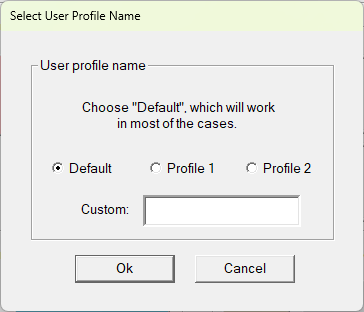 Select User Profile Name
User profile name
Choose "Default", which will work
in most of the cases.
Default Profile 1 Profile 2
Custom:
Ok Cancel